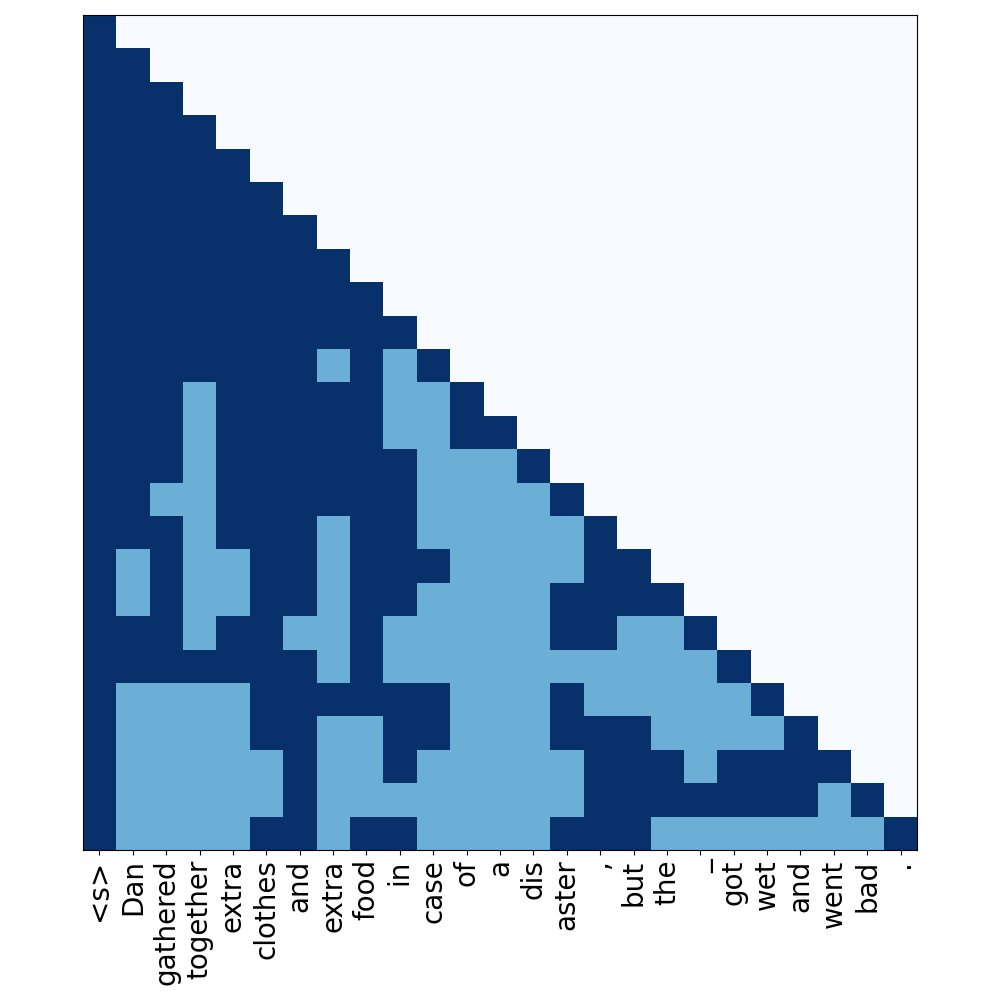 <s> Dan gathered together extra clothes and extra food in case of a dis aster , but the _ got wet and went bad .